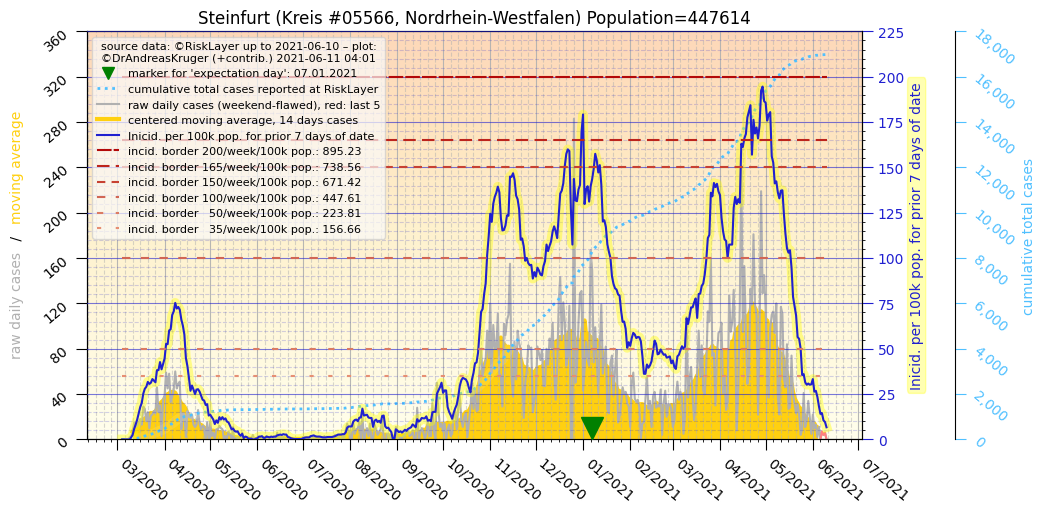 Steinfurt (Kreis #05566, Nordrhein-Westfalen) Population=447614
source data: ©RiskLayer up to 2021-06-10 – plot:
©DrAndreasKruger (+contrib.) 2021-06-11 04:01
marker for 'expectation day': 07.01.2021
cumulative total cases reported at RiskLayer
raw daily cases (weekend-flawed), red: last 5
centered moving average, 14 days cases
Inicid. per 100k pop. for prior 7 days of date
incid. border 200/week/100k pop.: 895.23
incid. border 165/week/100k pop.: 738.56
incid. border 150/week/100k pop.: 671.42
incid. border 100/week/100k pop.: 447.61
incid. border   50/week/100k pop.: 223.81
incid. border   35/week/100k pop.: 156.66
raw daily cases / moving average
360
320
280
240
200
160
120
80
40
0
225
200
175
150
125
100
75
50
25
0
Inicid. per 100k pop. for prior 7 days of date
18,000
16,000
14,000
12,000
10,000
8,000
6,000
4,000
2,000
0
cumulative total cases
03/2020
04/2020
05/2020
06/2020
07/2020
08/2020
09/2020
10/2020
11/2020
12/2020
01/2021
02/2021
03/2021
04/2021
05/2021
06/2021
07/2021